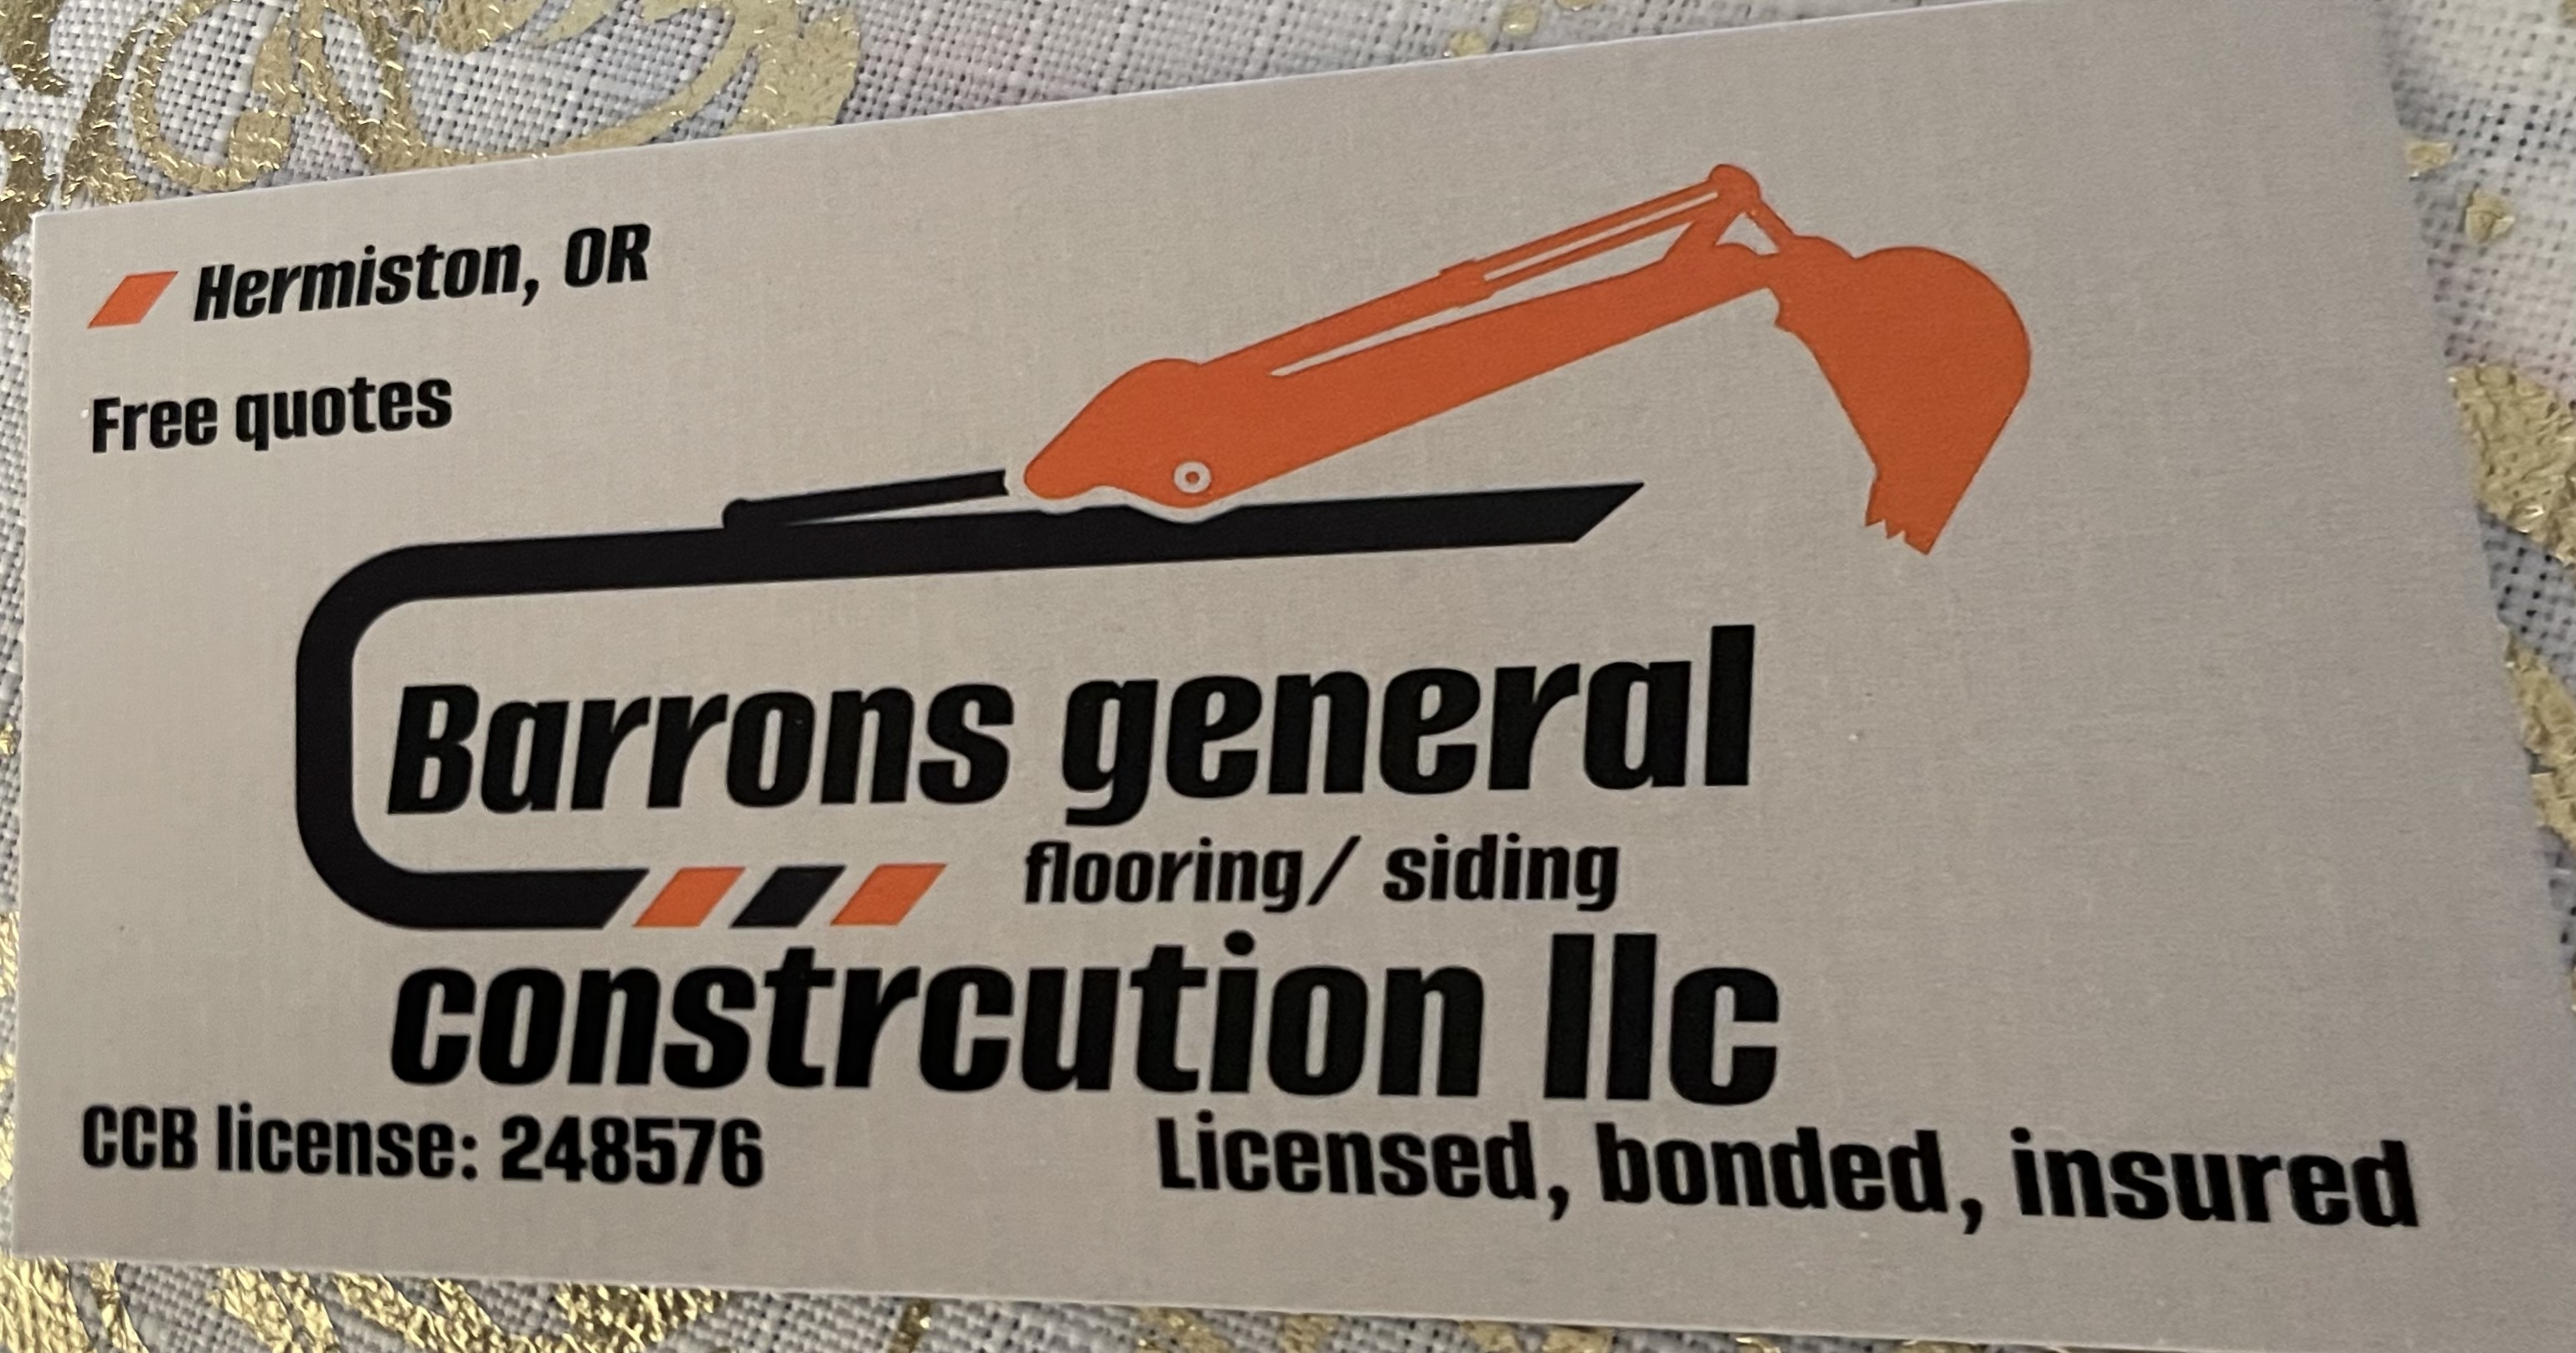 Hermiston, OR
Free quotes
Barrons general
flooring/ siding
constrcution llc
CCB license: 248576
Licensed, bonded, insured